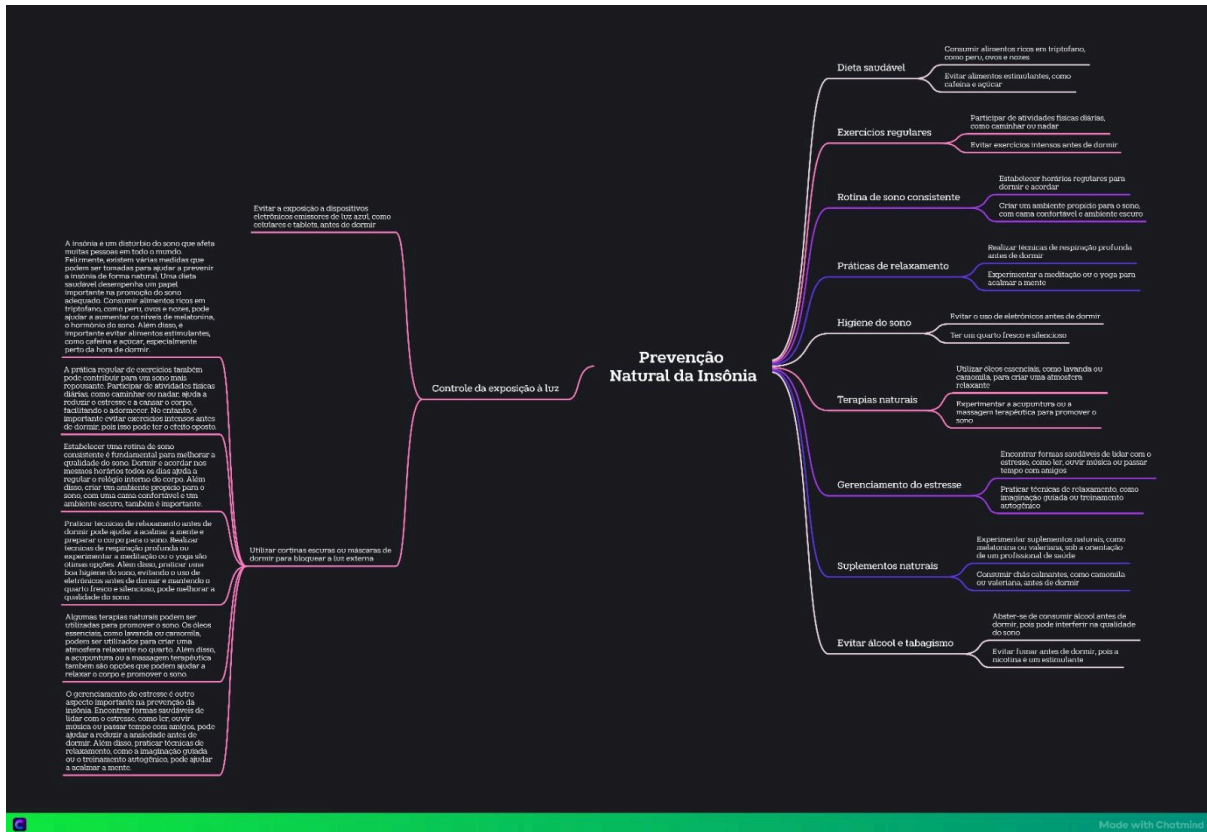 Prevenção
Natural da Insônia
Dieta saudável
Consumir alimentos ricos em triptofano,
como peru, ovos e nozes
Evitar alimentos estimulantes, como
cafeína e açúcar
Exercícios regulares
Participar de atividades físicas diárias,
como caminhar ou nadar
Evitar exercícios intensos antes de dormir
Rotina de sono consistente
Estabelecer horários regulares para
dormir e acordar
Criar um ambiente propício para o sono,
com cama confortável e ambiente escuro
Práticas de relaxamento
Realizar técnicas de respiração profunda
antes de dormir
Experimentar a meditação ou o yoga para
acalmar a mente
Higiene do sono
Evitar o uso de eletrônicos antes de dormir
Ter um quarto fresco e silencioso
Terapias naturais
Utilizar óleos essenciais, como lavanda ou
camomila, para criar uma atmosfera
relaxante
Experimentar a acupuntura ou a
massagem terapêutica para promover o
sono
Gerenciamento do estresse
Encontrar formas saudáveis de lidar com o
estresse, como ler, ouvir música ou passar
tempo com amigos
Praticar técnicas de relaxamento, como
imaginação guiada ou treinamento
autogênico
Suplementos naturais
Experimentar suplementos naturais, como
melatonina ou valeriana, sob a orientação
de um profissional de saúde
Consumir chás calmantes, como camomila
ou valeriana, antes de dormir
Evitar álcool e tabagismo
Abster-se de consumir álcool antes de
dormir, pois pode interferir na qualidade
do sono
Evitar fumar antes de dormir, pois a
nicotina é um estimulante
Controle da exposição à luz
Evitar a exposição a dispositivos
eletrônicos emissores de luz azul, como
celulares e tablets, antes de dormir
Utilizar cortinas escuras ou máscaras de
dormir para bloquear a luz externa
A insônia é um distúrbio do sono que afeta
muitas pessoas em todo o mundo.
Felizmente, existem várias medidas que
podem ser tomadas para ajudar a prevenir
a insônia de forma natural. Uma dieta
saudável desempenha um papel
importante na promoção do sono
adequado. Consumir alimentos ricos em
triptofano, como peru, ovos e nozes, pode
ajudar a aumentar os níveis de melatonina,
o hormônio do sono. Além disso, é
importante evitar alimentos estimulantes,
como cafeína e açúcar, especialmente
perto da hora de dormir.
A prática regular de exercícios também
pode contribuir para um sono mais
repousante. Participar de atividades físicas
diárias, como caminhar ou nadar, ajuda a
reduzir o estresse e a cansar o corpo,
facilitando o adormecer. No entanto, é
importante evitar exercícios intensos antes
de dormir, pois isso pode ter o efeito oposto.
Estabelecer uma rotina de sono
consistente é fundamental para melhorar a
qualidade do sono. Dormir e acordar nos
mesmos horários todos os dias ajuda a
regular o relógio interno do corpo. Além
disso, criar um ambiente propício para o
sono, com uma cama confortável e um
ambiente escuro, também é importante.
Praticar técnicas de relaxamento antes de
dormir pode ajudar a acalmar a mente e
preparar o corpo para o sono. Realizar
técnicas de respiração profunda ou
experimentar a meditação ou o yoga são
ótimas opções. Além disso, praticar uma
boa higiene do sono, evitando o uso de
eletrônicos antes de dormir e mantendo o
quarto fresco e silencioso, pode melhorar a
qualidade do sono.
Algumas terapias naturais podem ser
utilizadas para promover o sono. Os óleos
essenciais, como lavanda ou camomila,
podem ser utilizados para criar uma
atmosfera relaxante no quarto. Além disso,
a acupuntura ou a massagem terapêutica
também são opções que podem ajudar a
relaxar o corpo e promover o sono.
O gerenciamento do estresse é outro
aspecto importante na prevenção da
insônia. Encontrar formas saudáveis de
lidar com o estresse, como ler, ouvir
música ou passar tempo com amigos, pode
ajudar a reduzir a ansiedade antes de
dormir. Além disso, praticar técnicas de
relaxamento, como a imaginação guiada
ou o treinamento autogênico, pode ajudar
a acalmar a mente.
Made with Chatmind